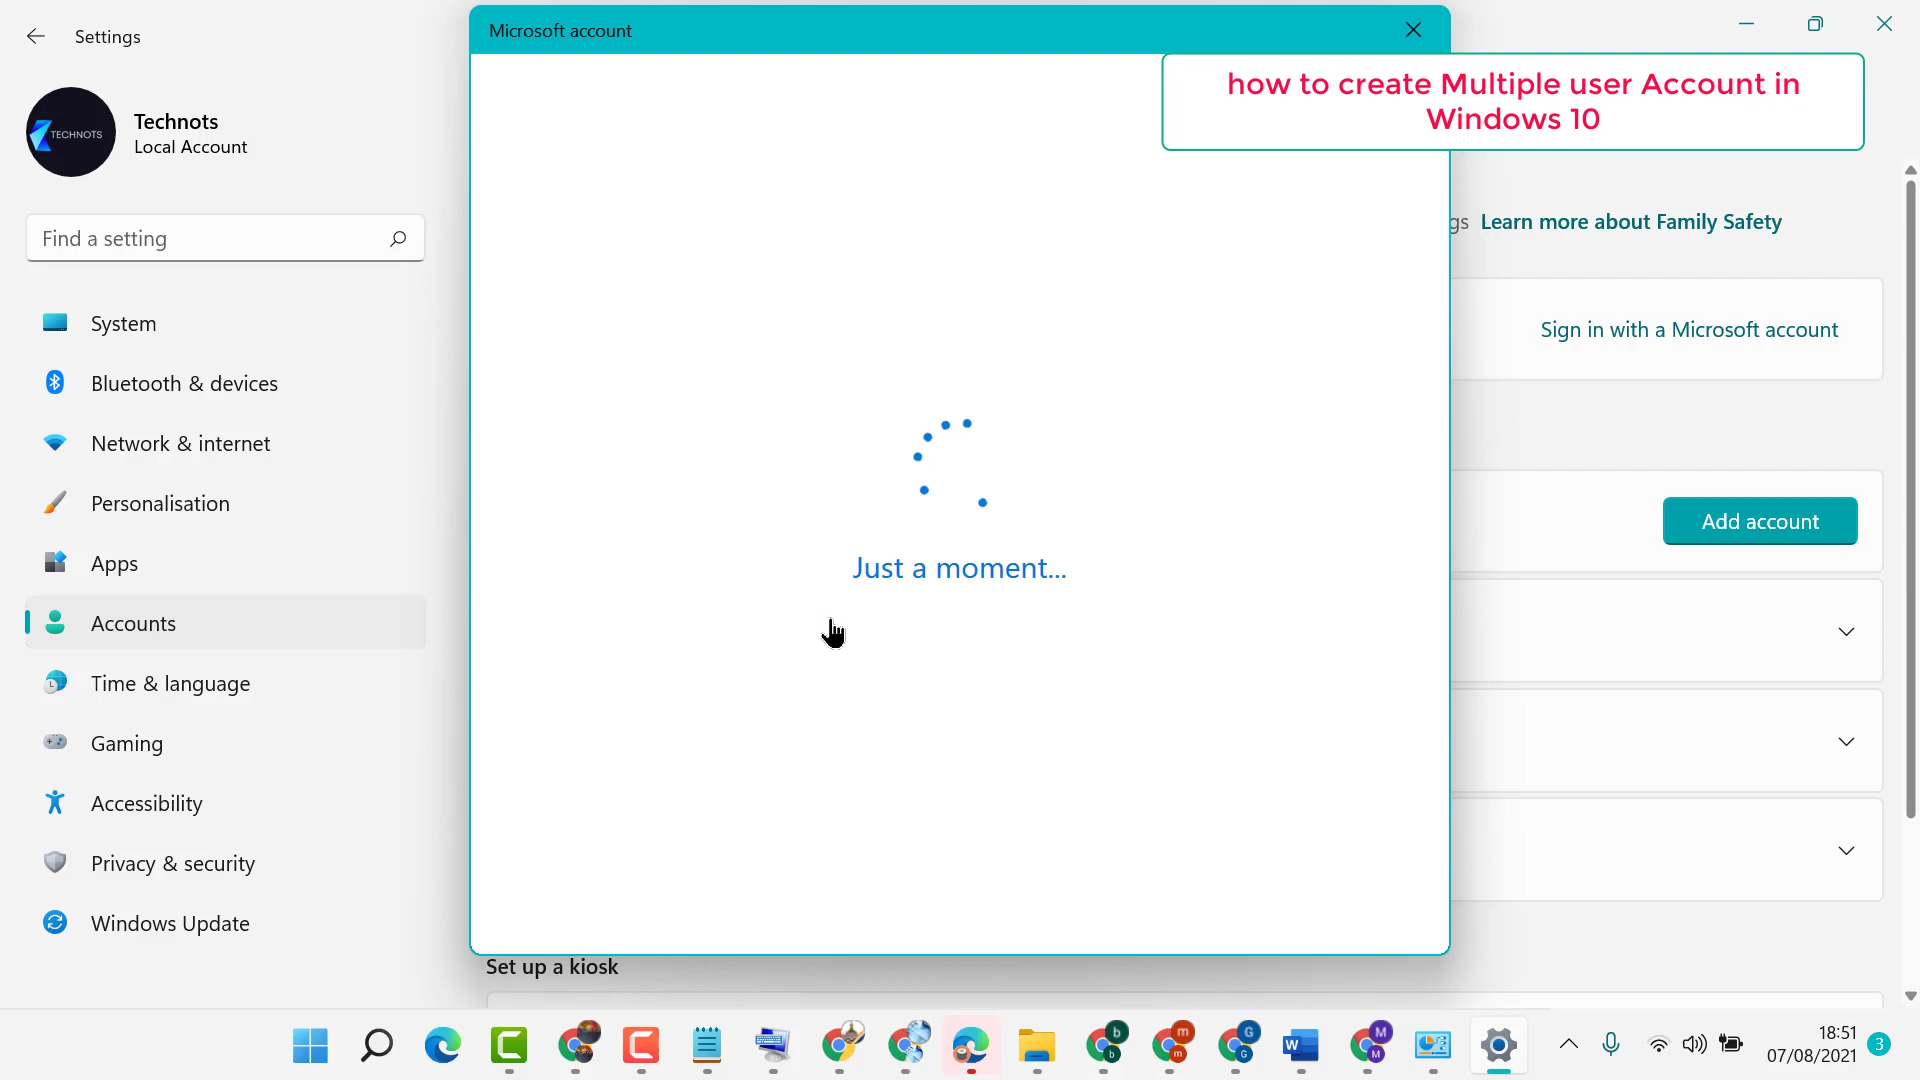 Settings
Microsoft account
how to create Multiple user Account in
Windows 10
TECHNOTS
Technots
Local Account
Find a setting
gs Learn more about Family Safety
System
Sign in with a Microsoft account
Bluetooth & devices
Network & internet
Personalisation
Add account
Apps
Just a moment...
Accounts
Time & language
Gaming
Accessibility
Privacy & security
Windows Update
Set up a kiosk
b
b
m
m
G
G
W
M
M
18:51
07/08/2021
3